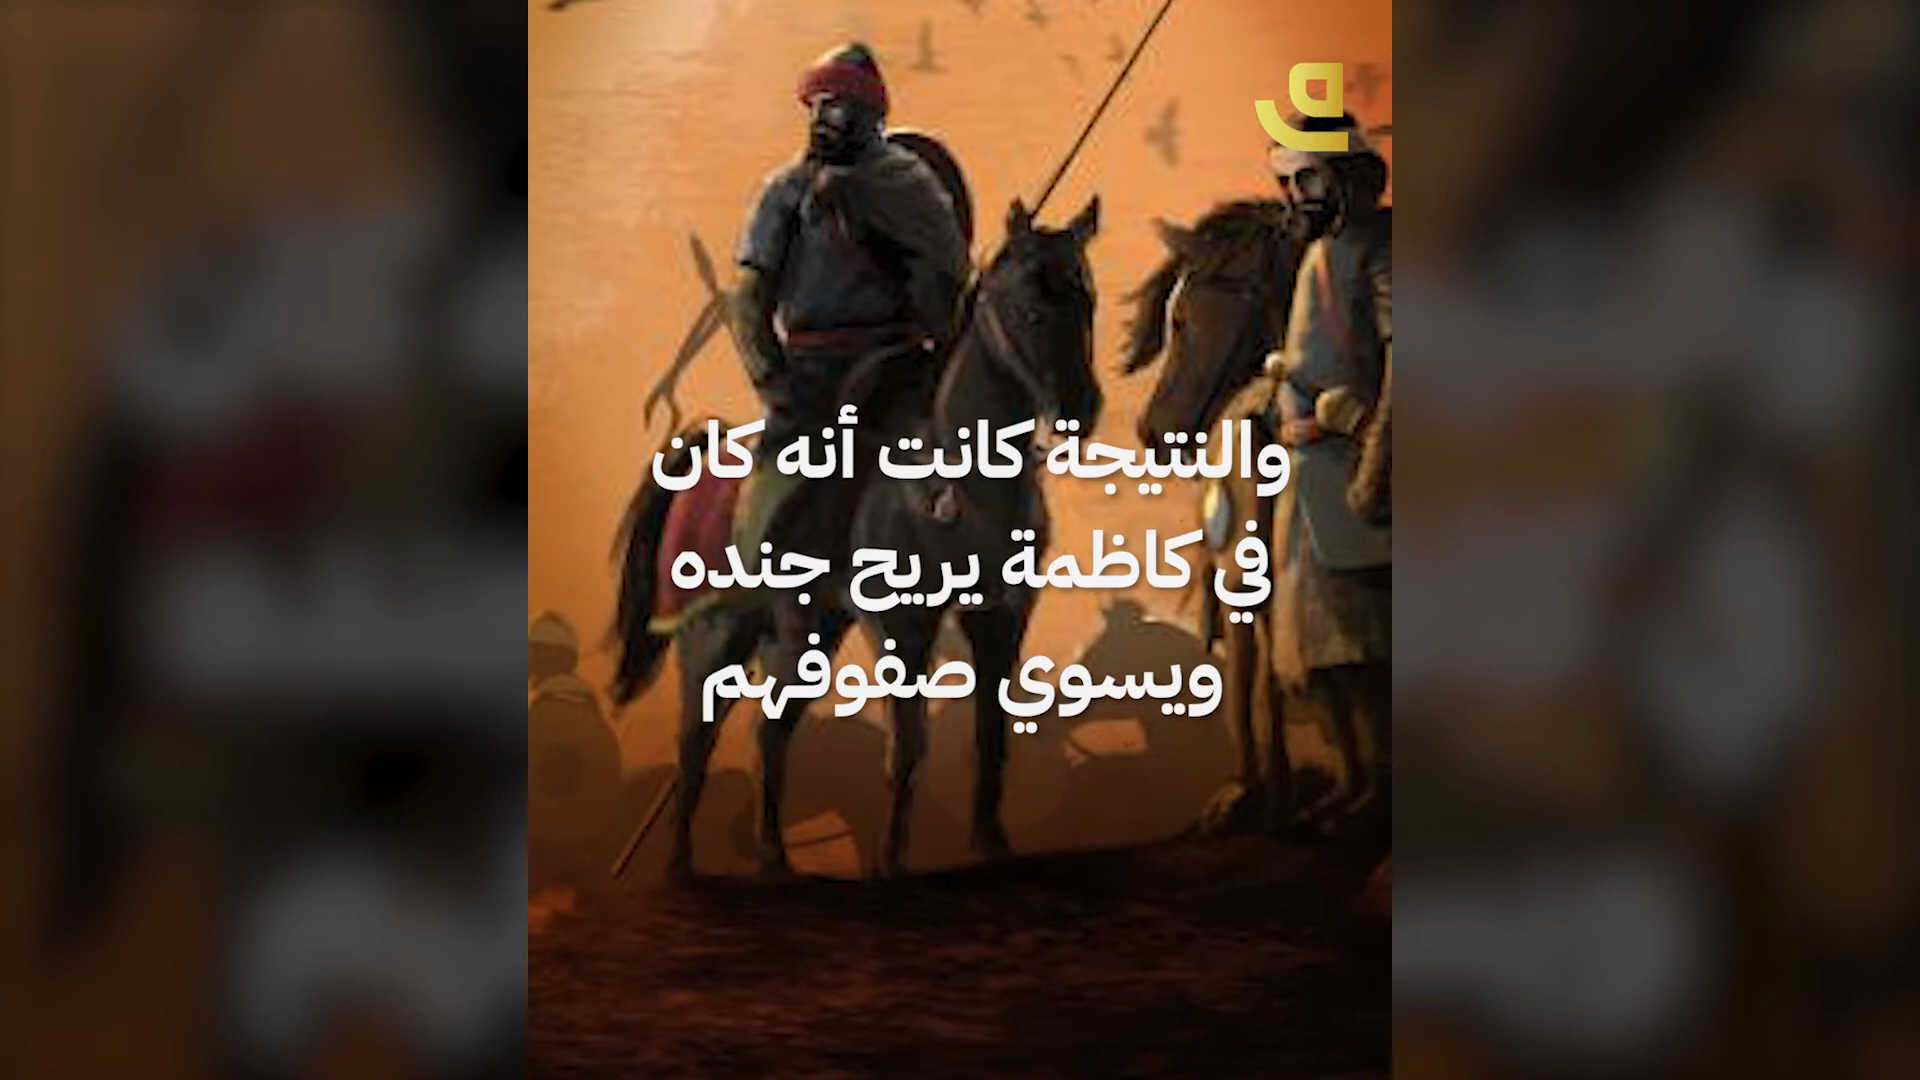 والنتيجة كانت أنه كان
في كاظمة يريح جنده
ويسوي صفوفهم